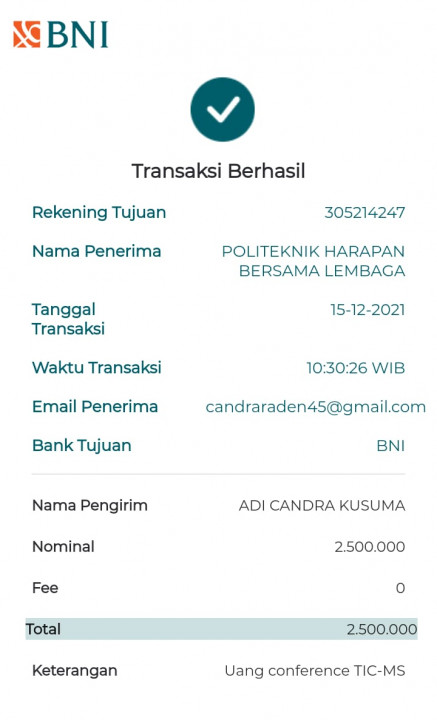 BNI
Transaksi Berhasil
Rekening Tujuan 305214247
Nama Penerima POLITEKNIK HARAPAN
BERSAMA LEMBAGA
Tanggal 15-12-2021
Transaksi
Waktu Transaksi 10:30:26 WIB
Email Penerima candraraden45@gmail.com
Bank Tujuan BNI
Nama Pengirim ADI CANDRA KUSUMA
Nominal 2.500.000
Fee 0
Total 2.500.000
Keterangan Uang conference TIC-MS